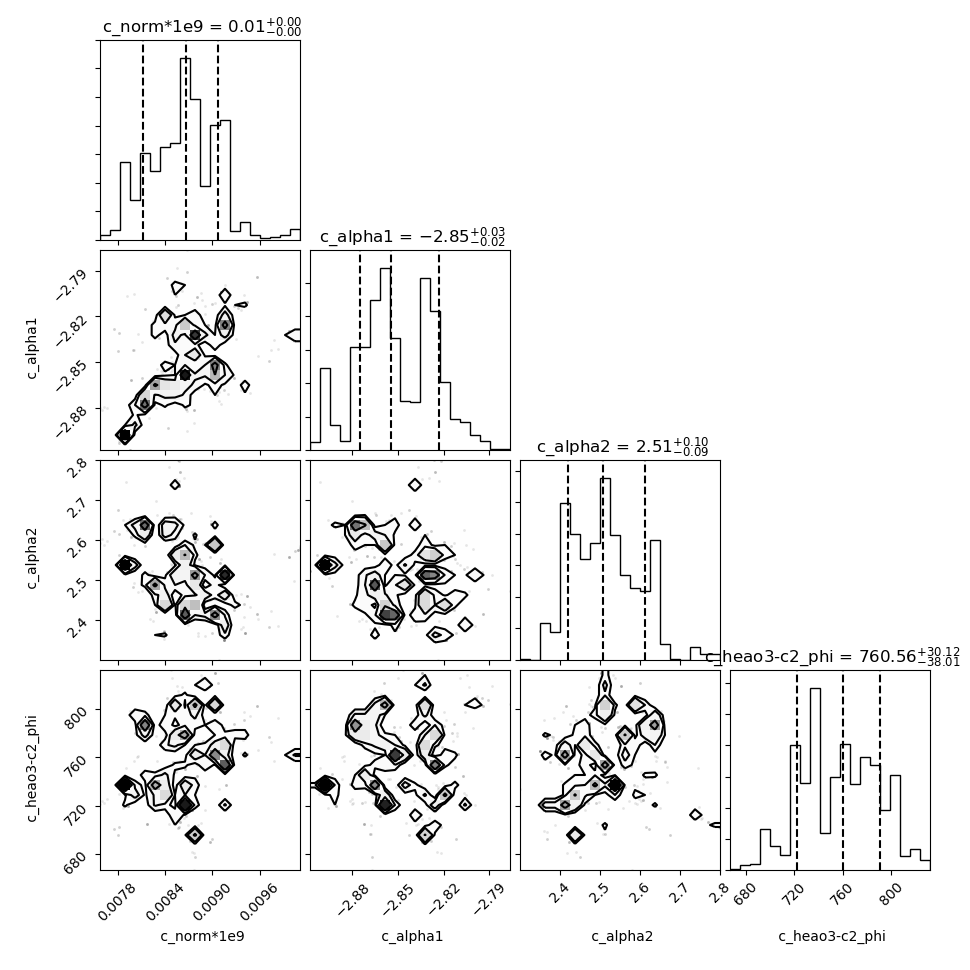 c_norm*1e9 = 0.01+0.00−0.00
c_alpha1 = −2.85+0.03−0.02
−2.79
−2.82
−2.85
−2.88
c_alpha1
c_alpha2 = 2.51+0.10−0.09
2.8
2.7
2.6
2.5
2.4
c_alpha2
c_heao3-c2_phi = 760.56+30.12−38.01
800
760
720
680
c_heao3-c2_phi
0.0078 0.0084 0.0090 0.0096
−2.88 −2.85 −2.82 −2.79
2.4 2.5 2.6 2.7 2.8
680 720 760 800
c_norm*1e9 c_alpha1 c_alpha2 c_heao3-c2_phi